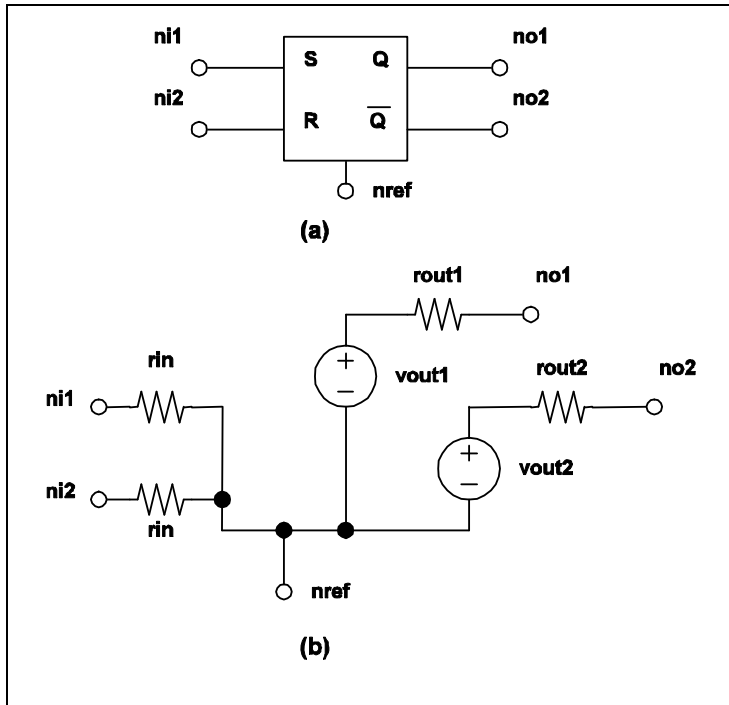 ni1
no1
S
Q
ni2
no2
R
Q̅
nref
(a)
rout1
no1
rin
vout1
rout2
no2
ni1
vout2
ni2
rin
nref
(b)